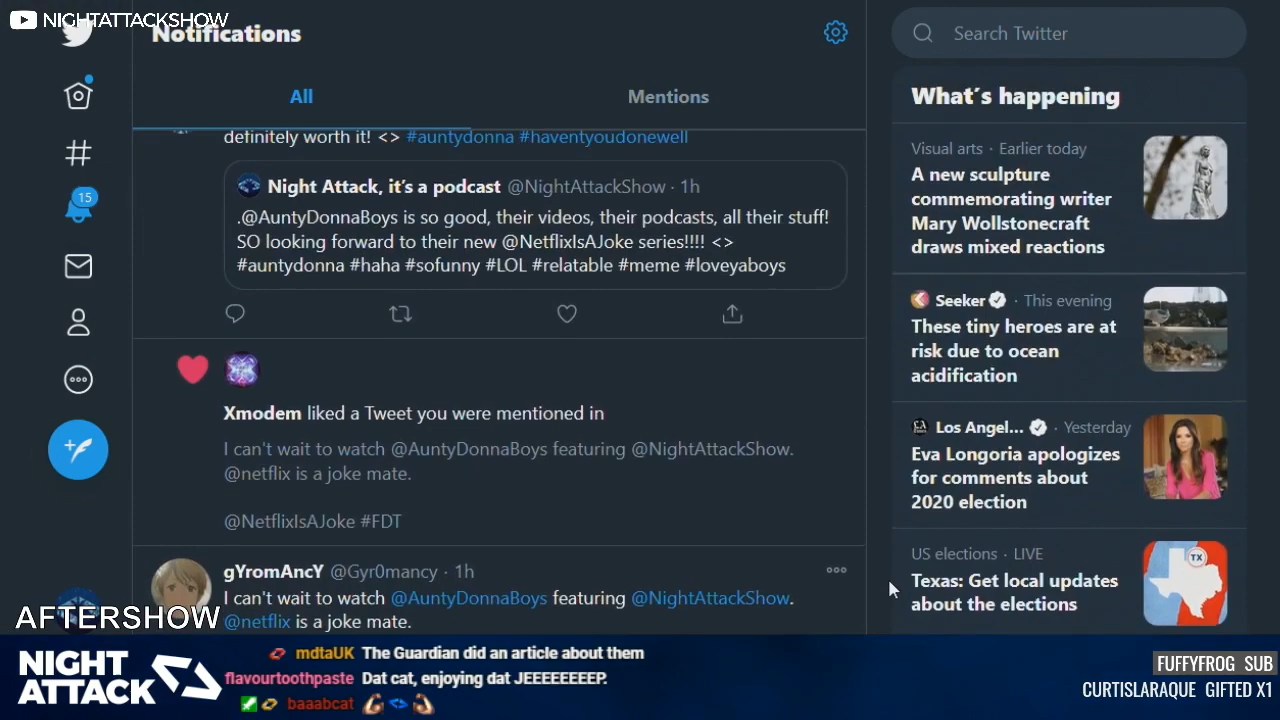 NIGHTATTACKSHOW
Notifications
Search Twitter
All
Mentions
15
definitely worth it! <> #auntydonna #haventyoudonewell
Night Attack, it's a podcast @NightAttackShow · 1h
.@AuntyDonnaBoys is so good, their videos, their podcasts, all their stuff!
SO looking forward to their new @NetflixIsAJoke series!!!! <>
#auntydonna #haha #sofunny #LOL #relatable #meme #loveyaboys
Xmodem liked a Tweet you were mentioned in
I can't wait to watch @AuntyDonnaBoys featuring @NightAttackShow.
@netflix is a joke mate.
@NetflixIsAJoke #FDT
gYromAncY @Gyr0mancy · 1h
I can't wait to watch @AuntyDonnaBoys featuring @NightAttackShow.
@netflix is a joke mate.
What's happening
Visual arts · Earlier today
A new sculpture
commemorating writer
Mary Wollstonecraft
draws mixed reactions
Seeker · This evening
These tiny heroes are at
risk due to ocean
acidification
Los Angel... · Yesterday
Eva Longoria apologizes
for comments about
2020 election
US elections · LIVE
Texas: Get local updates
about the elections
TX
AFTERSHOW
NIGHT
ATTACK
mdtaUK The Guardian did an article about them
flavourtoothpaste Dat cat, enjoying dat JEEEEEEEEP.
baaabcat
FUFFYFROG SUB
CURTISLARAQUE GIFTED X1